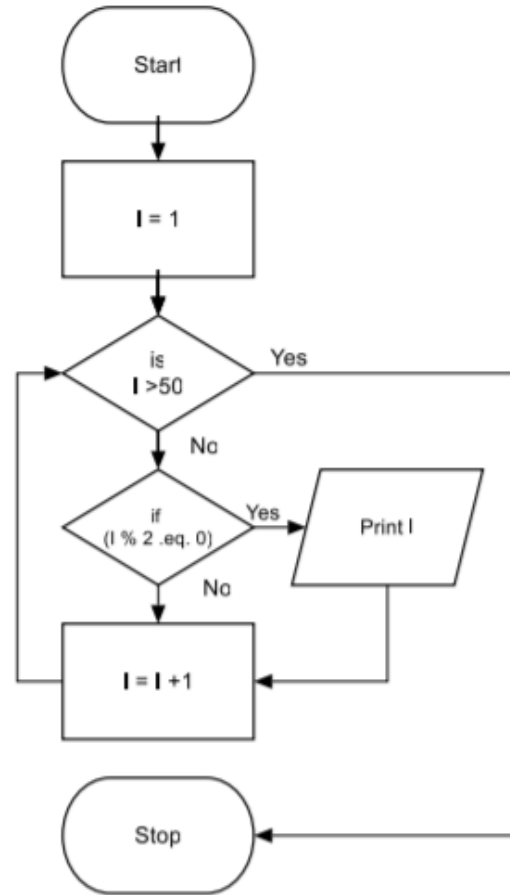 Start
I = 1
is
I >50
Yes
No
if
(I % 2 .eq. 0)
Yes
Print I
No
I = I +1
Stop